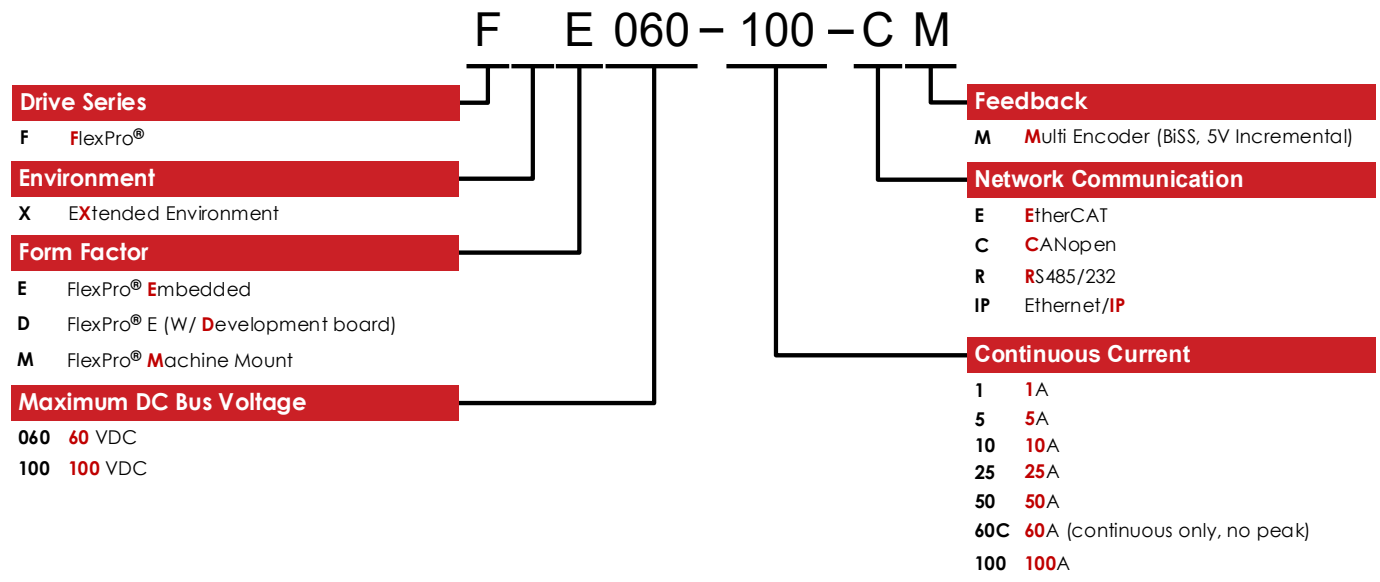 F E 060 – 100 – C M
Drive Series
F FlexPro®
Environment
X EXtended Environment
Form Factor
E FlexPro® Embedded
D FlexPro® E (W/ Development board)
M FlexPro® Machine Mount
Maximum DC Bus Voltage
060 60 VDC
100 100 VDC
Feedback
M Multi Encoder (BiSS, 5V Incremental)
Network Communication
E EtherCAT
C CANopen
R RS485/232
IP Ethernet/IP
Continuous Current
1 1A
5 5A
10 10A
25 25A
50 50A
60C 60A (continuous only, no peak)
100 100A